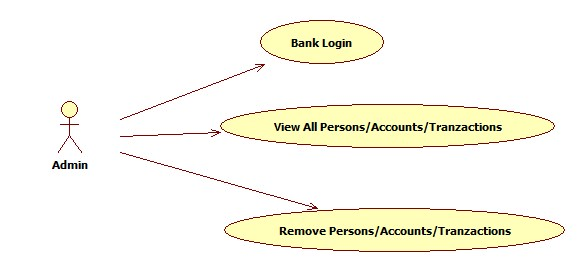 Bank Login
View All Persons/Accounts/Tranzactions
Admin
Remove Persons/Accounts/Tranzactions